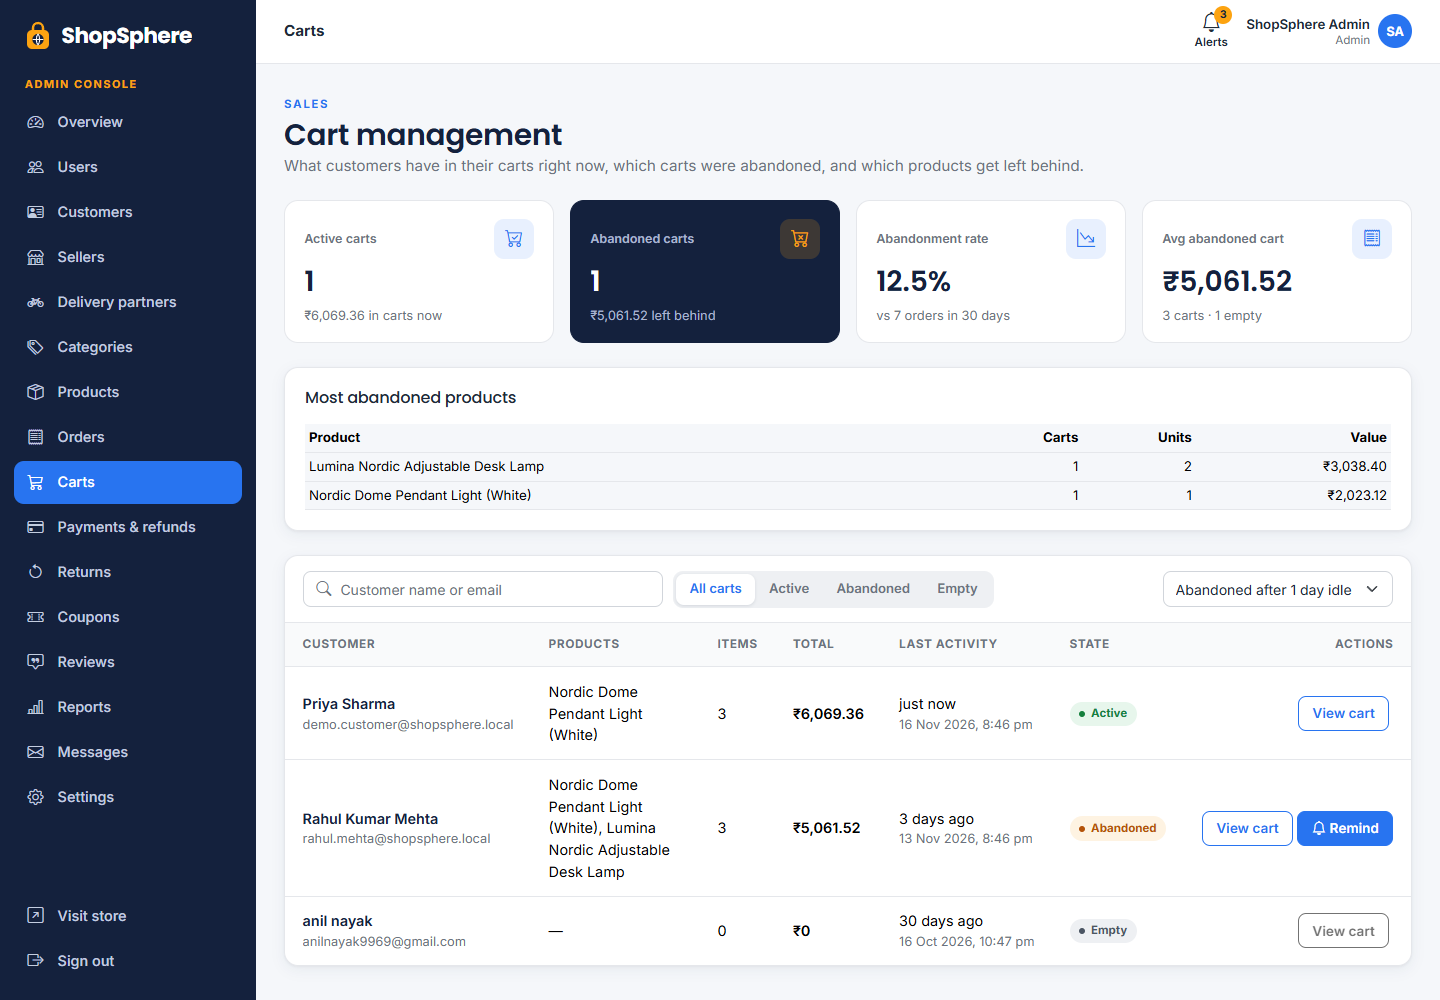 ShopSphere
ADMIN CONSOLE
Overview
Users
Customers
Sellers
Delivery partners
Categories
Products
Orders
Carts
Payments & refunds
Returns
Coupons
Reviews
Reports
Messages
Settings
Visit store
Sign out
Carts
3
Alerts
ShopSphere Admin
Admin
SA
SALES
Cart management
What customers have in their carts right now, which carts were abandoned, and which products get left behind.
Active carts
1
₹6,069.36 in carts now
Abandoned carts
1
₹5,061.52 left behind
Abandonment rate
12.5%
vs 7 orders in 30 days
Avg abandoned cart
₹5,061.52
3 carts · 1 empty
Most abandoned products
Product Carts Units Value
Lumina Nordic Adjustable Desk Lamp 1 2 ₹3,038.40
Nordic Dome Pendant Light (White) 1 1 ₹2,023.12
Customer name or email
All carts Active Abandoned Empty
Abandoned after 1 day idle
CUSTOMER PRODUCTS ITEMS TOTAL LAST ACTIVITY STATE ACTIONS
Priya Sharma
demo.customer@shopsphere.local
Nordic Dome
Pendant Light
(White)
3
₹6,069.36
just now
16 Nov 2026, 8:46 pm
Active
View cart
Rahul Kumar Mehta
rahul.mehta@shopsphere.local
Nordic Dome
Pendant Light
(White), Lumina
Nordic Adjustable
Desk Lamp
3
₹5,061.52
3 days ago
13 Nov 2026, 8:46 pm
Abandoned
View cart
Remind
anil nayak
anilnayak9969@gmail.com
—
0
₹0
30 days ago
16 Oct 2026, 10:47 pm
Empty
View cart